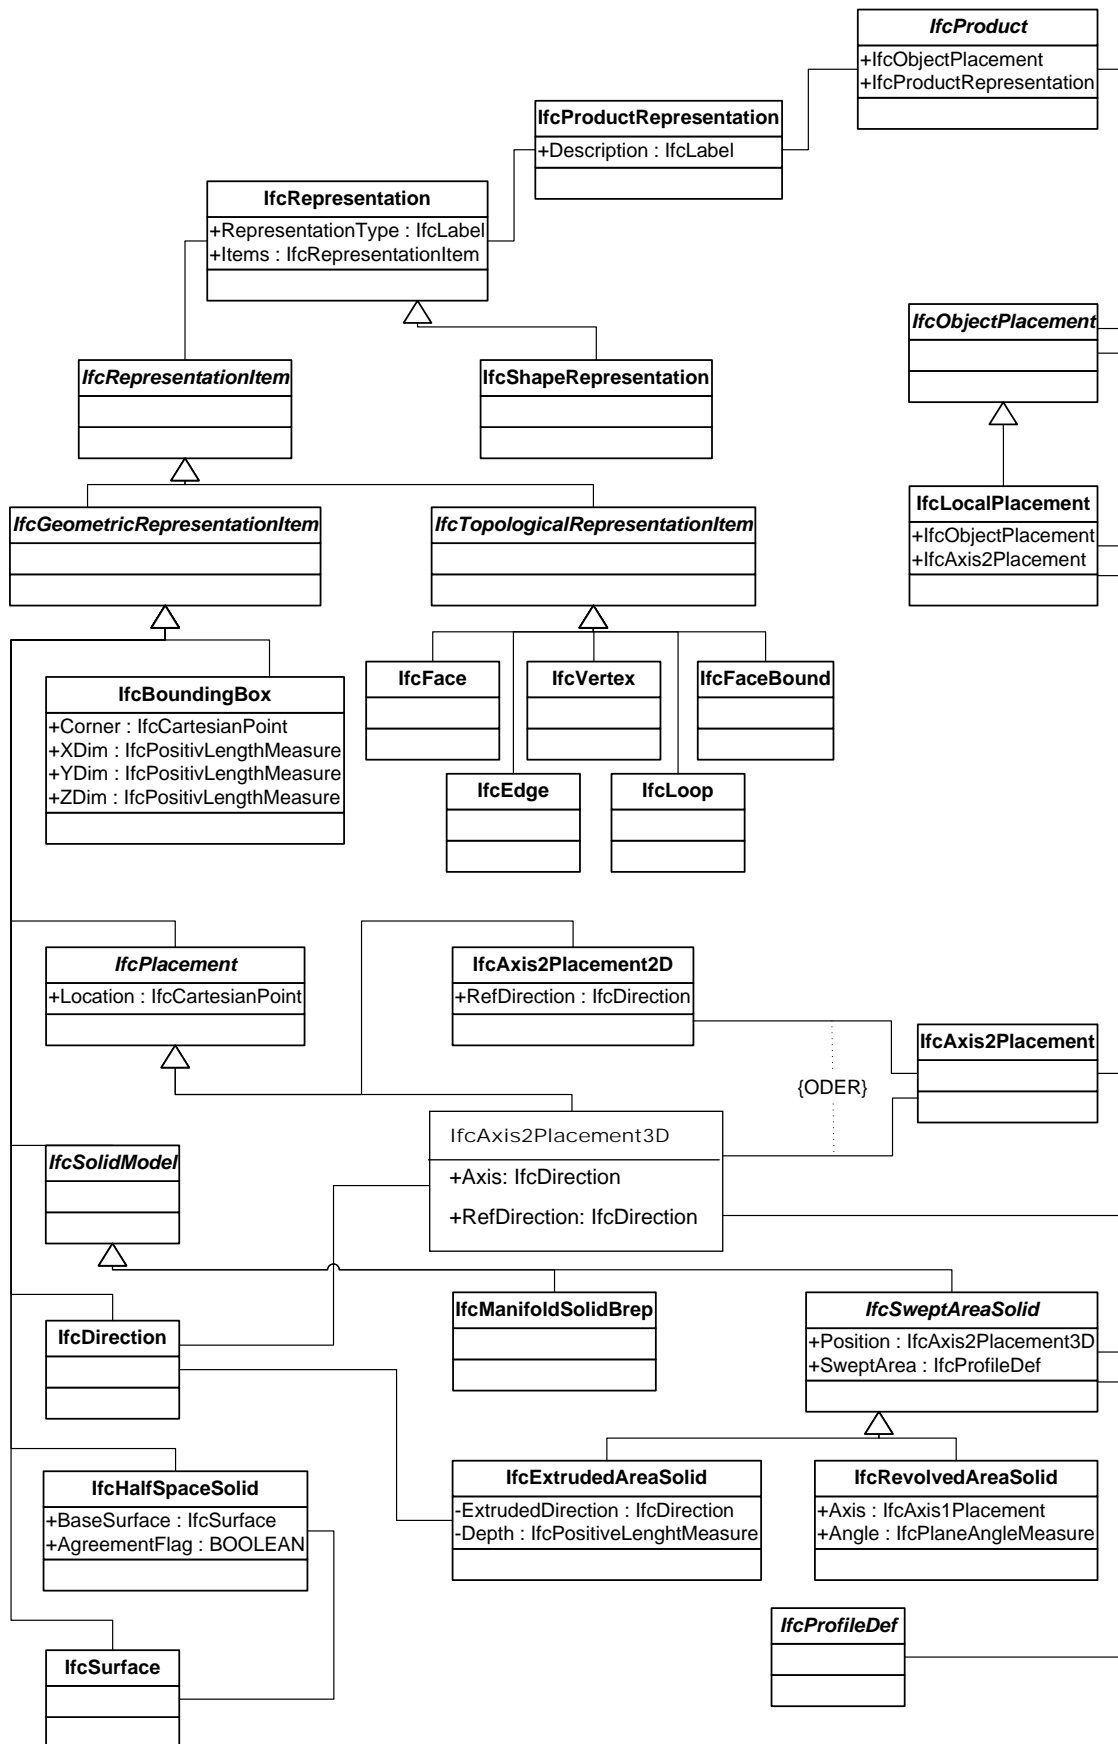 IfcProduct
+IfcObjectPlacement
+IfcProductRepresentation
IfcProductRepresentation
+Description : IfcLabel
IfcRepresentation
+RepresentationType : IfcLabel
+Items : IfcRepresentationItem
IfcObjectPlacement
IfcRepresentationItem
IfcShapeRepresentation
IfcLocalPlacement
+IfcObjectPlacement
+IfcAxis2Placement
IfcGeometricRepresentationItem
IfcTopologicalRepresentationItem
IfcBoundingBox
+Corner : IfcCartesianPoint
+XDim : IfcPositivLengthMeasure
+YDim : IfcPositivLengthMeasure
+ZDim : IfcPositivLengthMeasure
IfcFace
IfcVertex
IfcFaceBound
IfcEdge
IfcLoop
IfcPlacement
+Location : IfcCartesianPoint
IfcAxis2Placement2D
+RefDirection : IfcDirection
IfcAxis2Placement
{ODER}
IfcAxis2Placement3D
+Axis: IfcDirection
+RefDirection: IfcDirection
IfcSolidModel
IfcDirection
IfcManifoldSolidBrep
IfcSweptAreaSolid
+Position : IfcAxis2Placement3D
+SweptArea : IfcProfileDef
IfcHalfSpaceSolid
+BaseSurface : IfcSurface
+AgreementFlag : BOOLEAN
IfcExtrudedAreaSolid
-ExtrudedDirection : IfcDirection
-Depth : IfcPositiveLenghtMeasure
IfcRevolvedAreaSolid
+Axis : IfcAxis1Placement
+Angle : IfcPlaneAngleMeasure
IfcProfileDef
IfcSurface